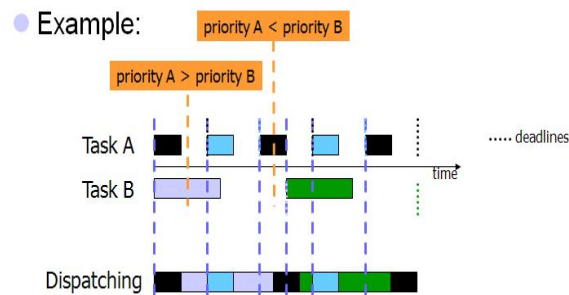 Example:
priority A < priority B
priority A > priority B
Task A
deadlines
time
Task B
Dispatching